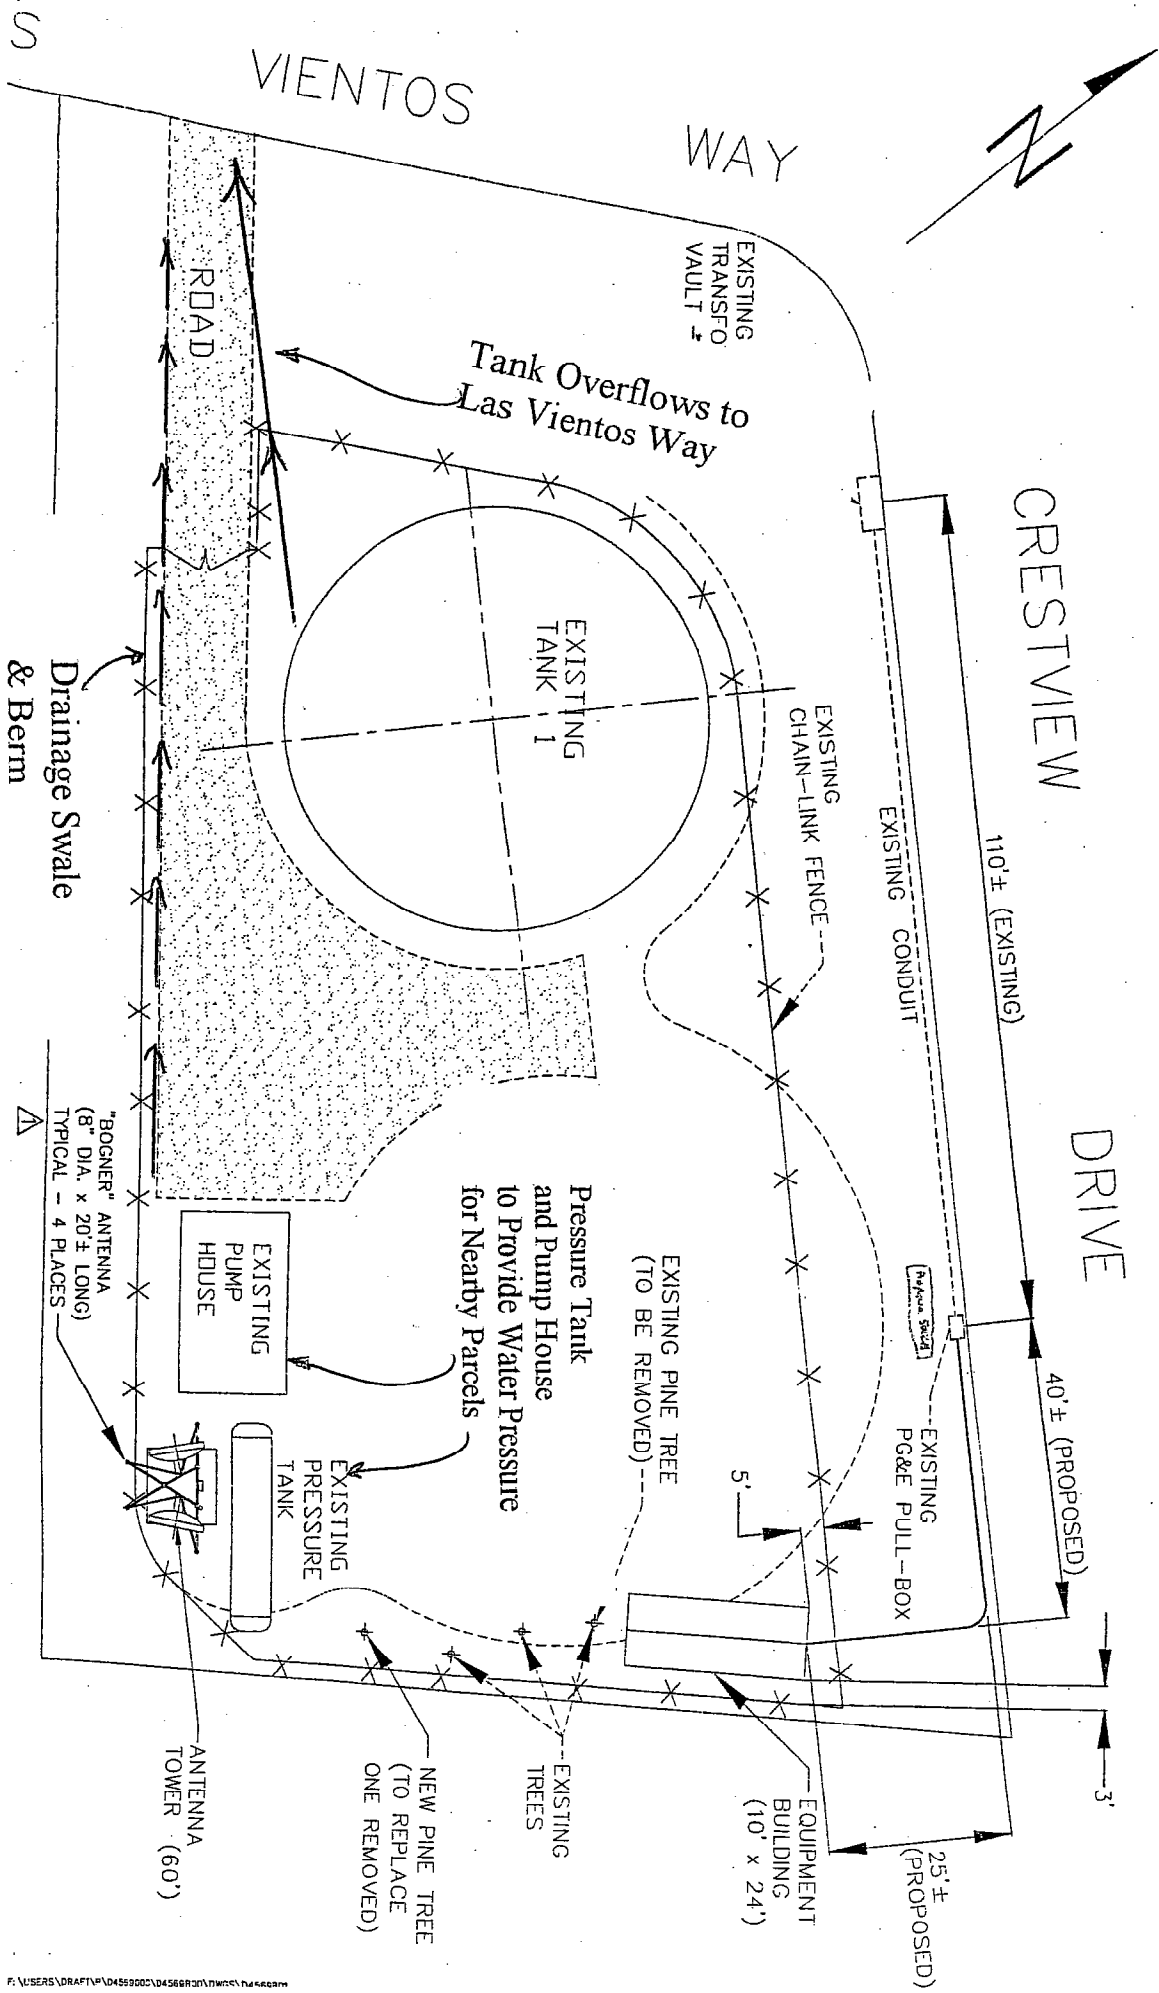 S
VIENTOS
WAY
N
EXISTING
TRANSFO
VAULT
ROAD
Tank Overflows to
Las Vientos Way
CRESTVIEW
DRIVE
EXISTING
TANK 1
EXISTING
CHAIN-LINK FENCE
EXISTING CONDUIT
110'± (EXISTING)
40'± (PROPOSED)
Drainage Swale
& Berm
"BOGNER" ANTENNA
(8" DIA. x 20'± LONG)
TYPICAL - 4 PLACES
1
EXISTING
PUMP
HOUSE
Pressure Tank
and Pump House
to Provide Water Pressure
for Nearby Parcels
EXISTING PINE TREE
(TO BE REMOVED)
EXISTING
PG&E PULL-BOX
5'
EXISTING
PRESSURE
TANK
ANTENNA
TOWER (60')
NEW PINE TREE
(TO REPLACE
ONE REMOVED)
EXISTING
TREES
EQUIPMENT
BUILDING
(10' x 24')
3'
25'±
(PROPOSED)